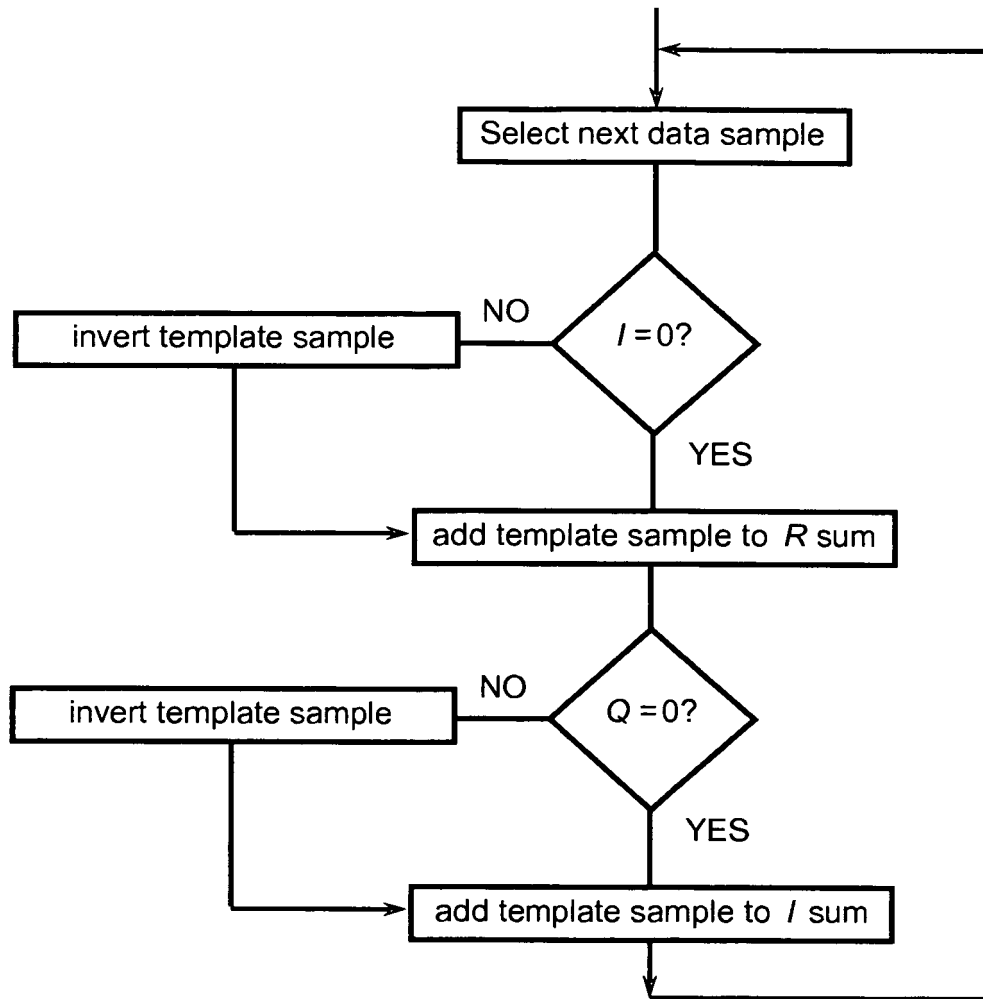 Select next data sample
NO
I = 0?
invert template sample
YES
add template sample to R sum
NO
Q = 0?
invert template sample
YES
add template sample to I sum